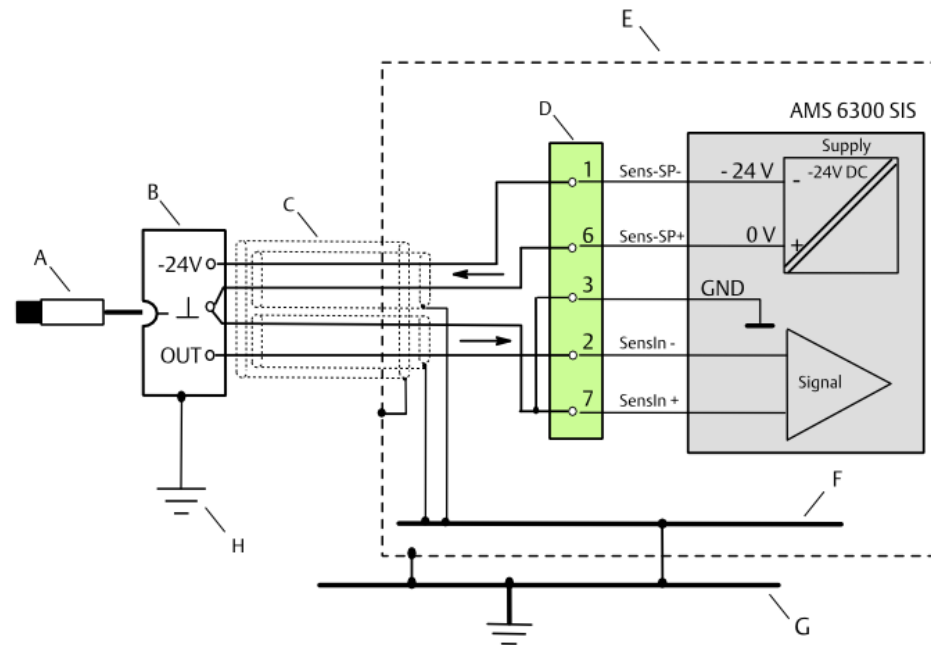 E
AMS 6300 SIS
D
Supply
1
Sens-SP-
- 24 V
-
-24V DC
B
C
6
Sens-SP+
0 V
+
A
-24V
3
GND
2
SensIn -
OUT
Signal
7
SensIn +
F
H
G